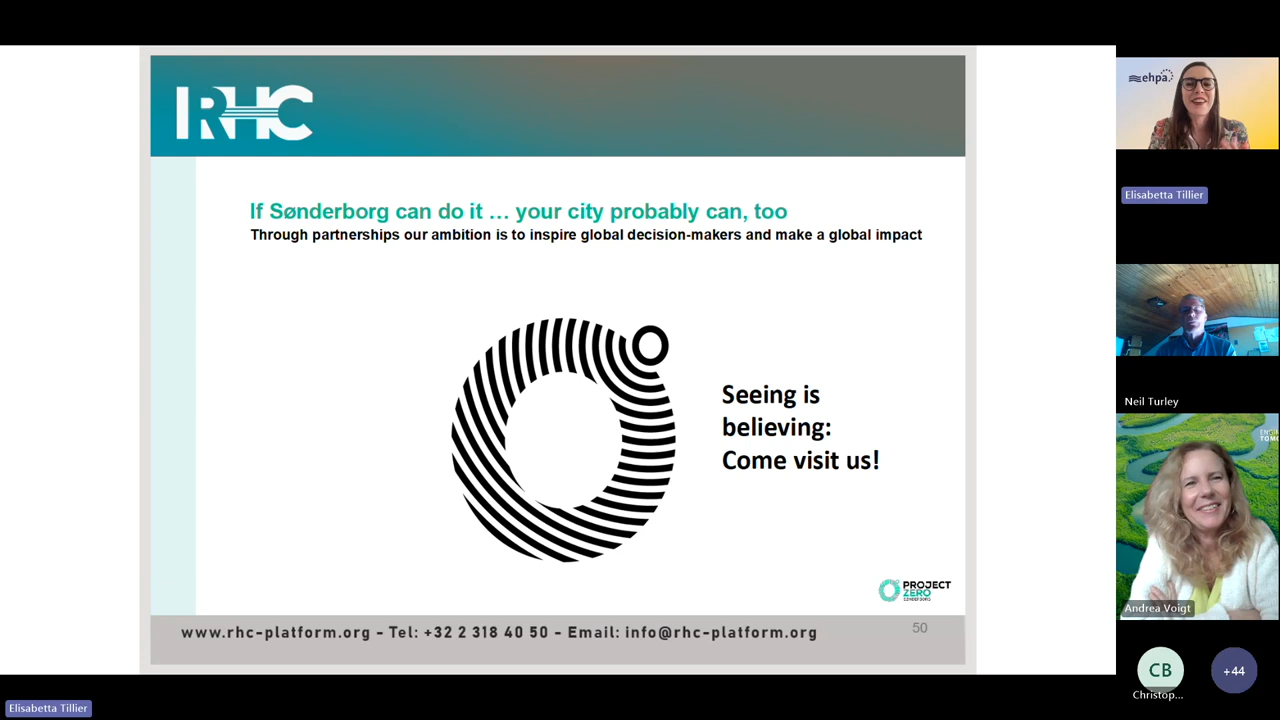 IRHC
If Sønderborg can do it … your city probably can, too
Through partnerships our ambition is to inspire global decision-makers and make a global impact
Seeing is
believing:
Come visit us!
PROJECT
ZERO
www.rhc-platform.org - Tel: +32 2 318 40 50 - Email: info@rhc-platform.org
50
ehpa
Elisabetta Tillier
Neil Turley
Andrea Voigt
CB
Christop...
+44
Elisabetta Tillier